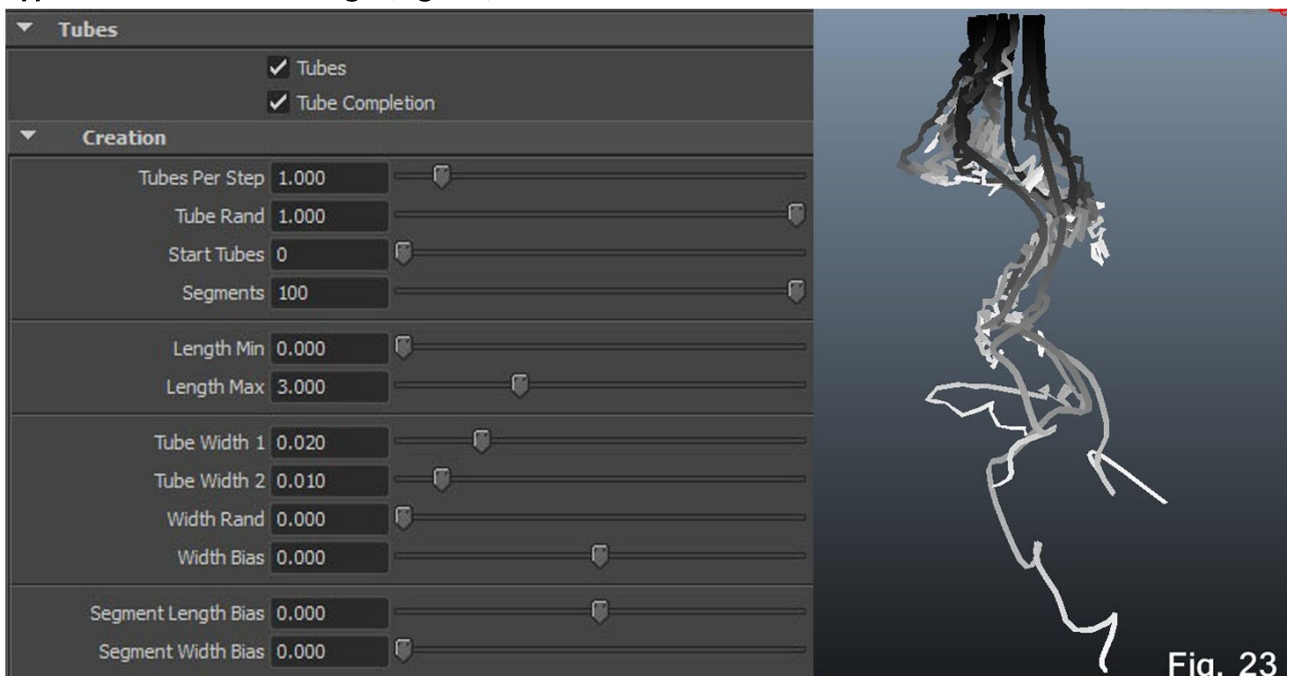 Tubes
Tubes
Tube Completion
Creation
Tubes Per Step 1.000
Tube Rand 1.000
Start Tubes 0
Segments 100
Length Min 0.000
Length Max 3.000
Tube Width 1 0.020
Tube Width 2 0.010
Width Rand 0.000
Width Bias 0.000
Segment Length Bias 0.000
Segment Width Bias 0.000
Fig. 23